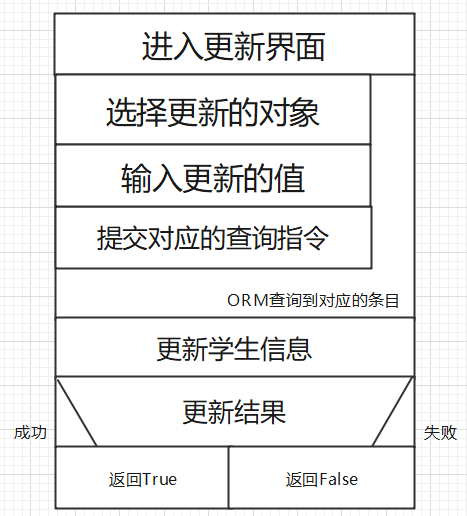 进入更新界面
选择更新的对象
输入更新的值
提交对应的查询指令
ORM查询到对应的条目
更新学生信息
更新结果
成功
失败
返回True
返回False